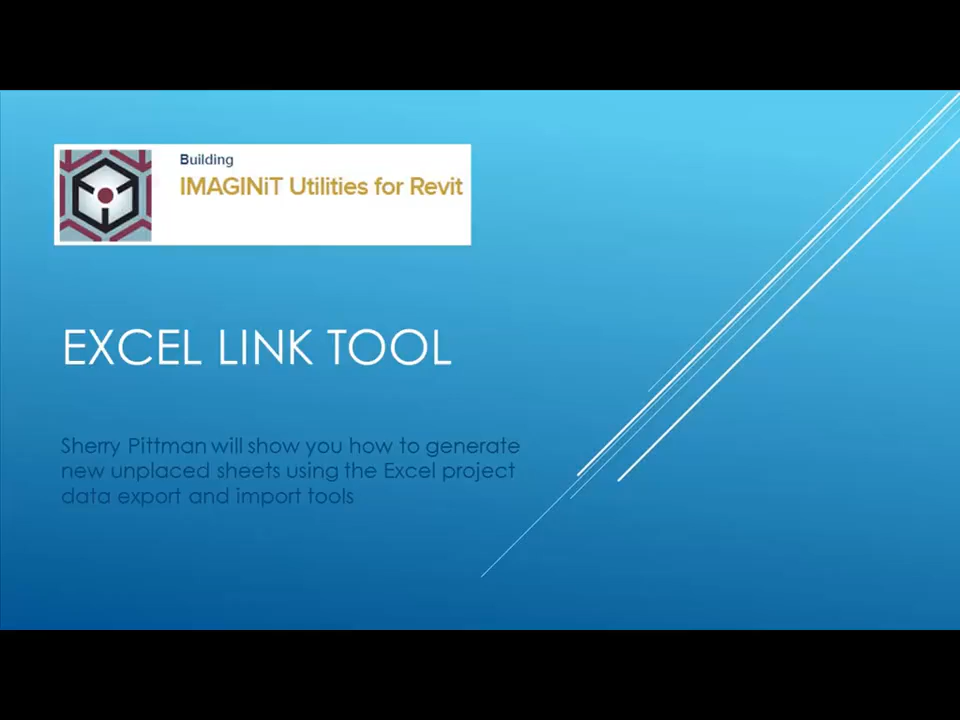 Building
IMAGINiT Utilities for Revit
EXCEL LINK TOOL
Sherry Pittman will show you how to generate
new unplaced sheets using the Excel project
data export and import tools